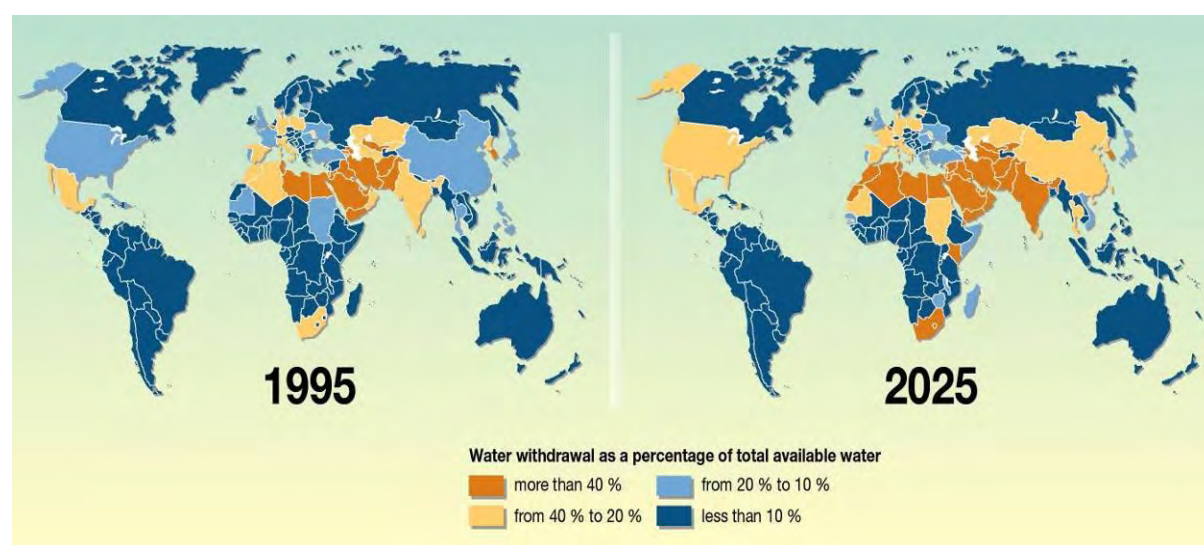 1995
2025
Water withdrawal as a percentage of total available water
more than 40 %
from 20 % to 10 %
from 40 % to 20 %
less than 10 %